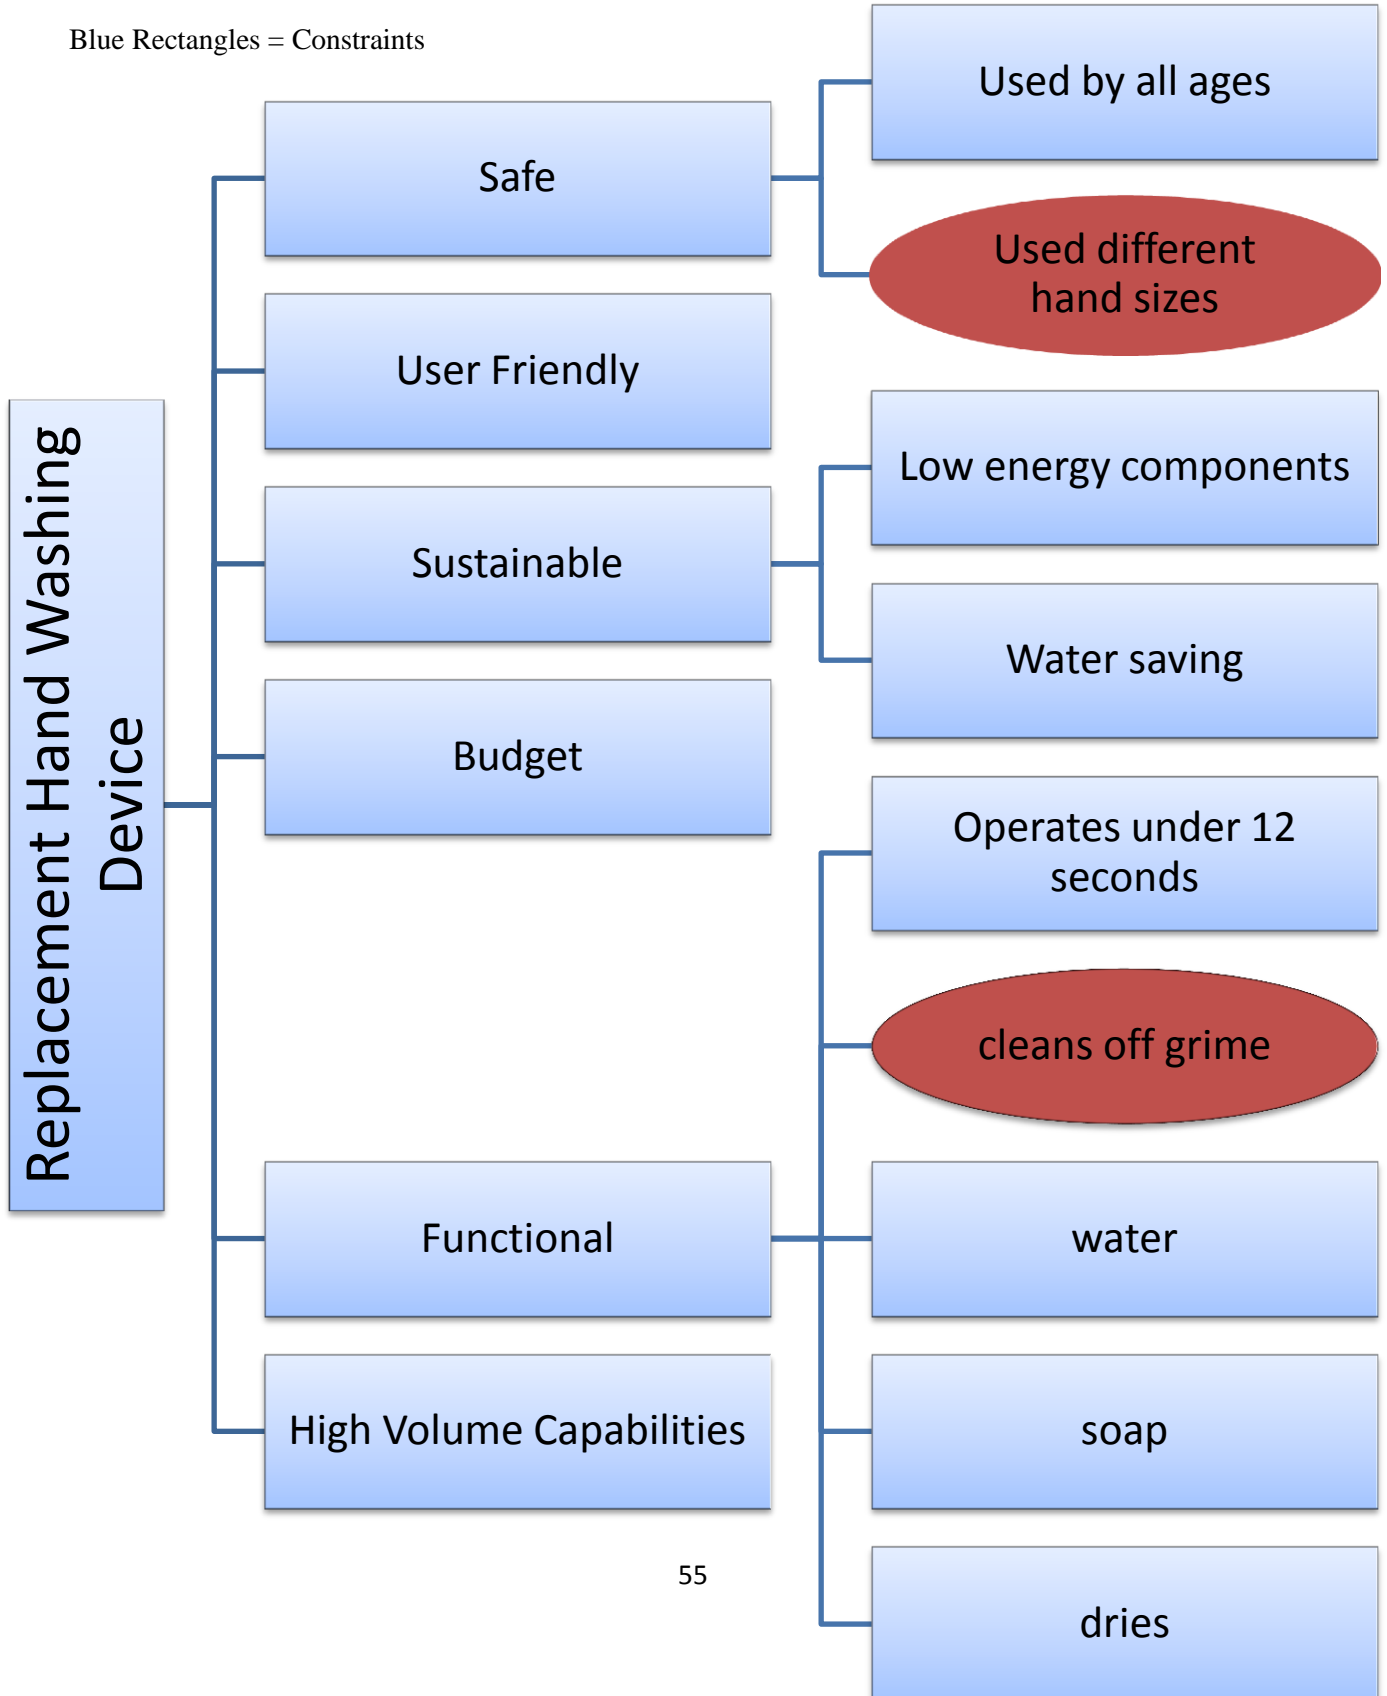 Blue Rectangles = Constraints
Replacement Hand Washing
Device
Safe
Used by all ages
Used different
hand sizes
User Friendly
Sustainable
Low energy components
Water saving
Budget
Functional
Operates under 12
seconds
cleans off grime
water
soap
dries
High Volume Capabilities
55